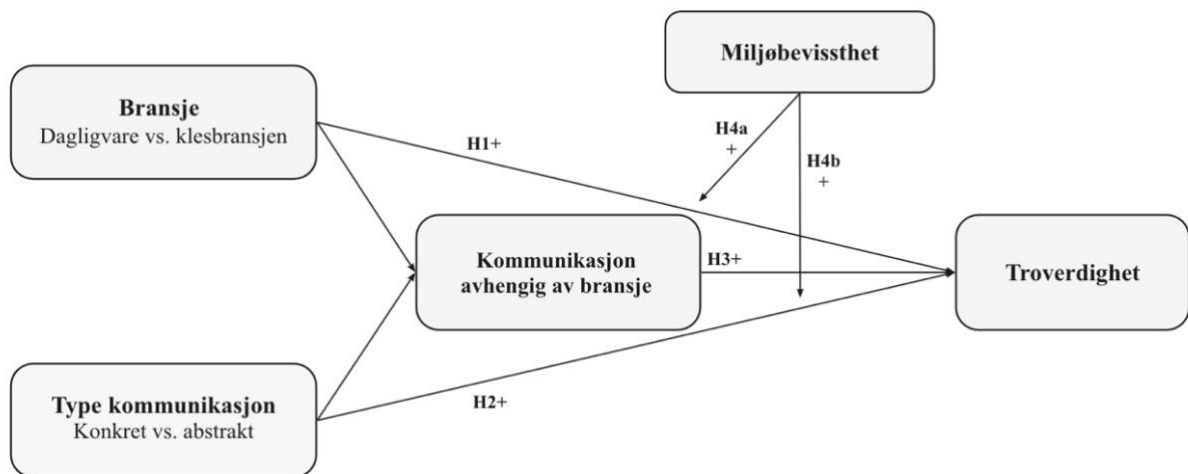 Miljøbevissthet
Bransje
Dagligvare vs. klesbransjen
H1+
H4a
+
H4b
+
Kommunikasjon
avhengig av bransje
H3+
Troverdighet
Type kommunikasjon
Konkret vs. abstrakt
H2+